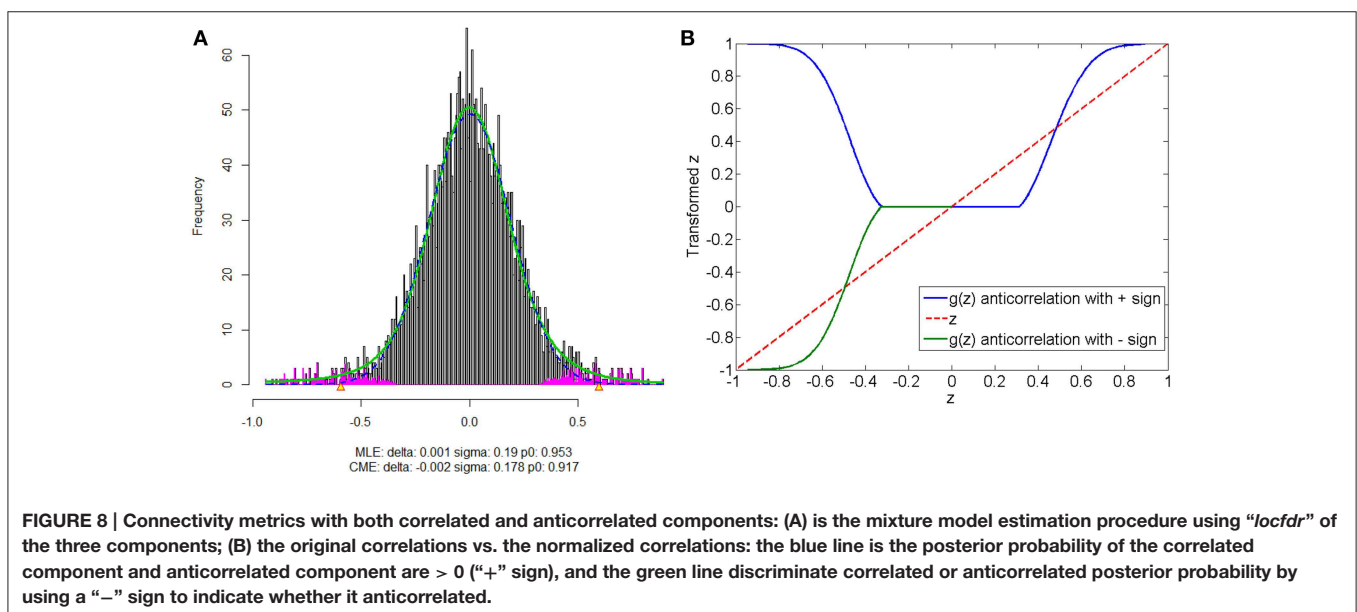 A
Frequency
60
50
40
30
20
10
0
-1.0 -0.5 0.0 0.5
MLE: delta: 0.001 sigma: 0.19 p0: 0.953
CME: delta: -0.002 sigma: 0.178 p0: 0.917
B
Transformed z
1
0.8
0.6
0.4
0.2
0
-0.2
-0.4
-0.6
-0.8
-1
-1 -0.8 -0.6 -0.4 -0.2 0 0.2 0.4 0.6 0.8 1
z
g(z) anticorrelation with + sign
z
g(z) anticorrelation with - sign
FIGURE 8 | Connectivity metrics with both correlated and anticorrelated components: (A) is the mixture model estimation procedure using “locfdr” of
the three components; (B) the original correlations vs. the normalized correlations: the blue line is the posterior probability of the correlated
component and anticorrelated component are > 0 (“+” sign), and the green line discriminate correlated or anticorrelated posterior probability by
using a “−” sign to indicate whether it anticorrelated.